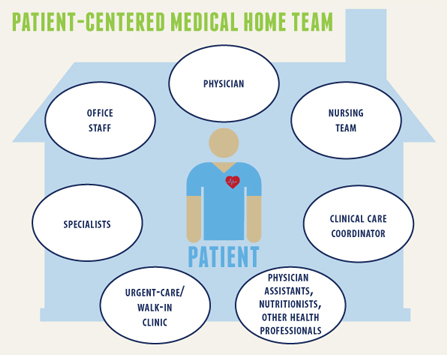 PATIENT-CENTERED MEDICAL HOME TEAM
PHYSICIAN
OFFICE
STAFF
NURSING
TEAM
SPECIALISTS
CLINICAL CARE
COORDINATOR
PATIENT
URGENT-CARE/
WALK-IN
CLINIC
PHYSICIAN
ASSISTANTS,
NUTRITIONISTS,
OTHER HEALTH
PROFESSIONALS